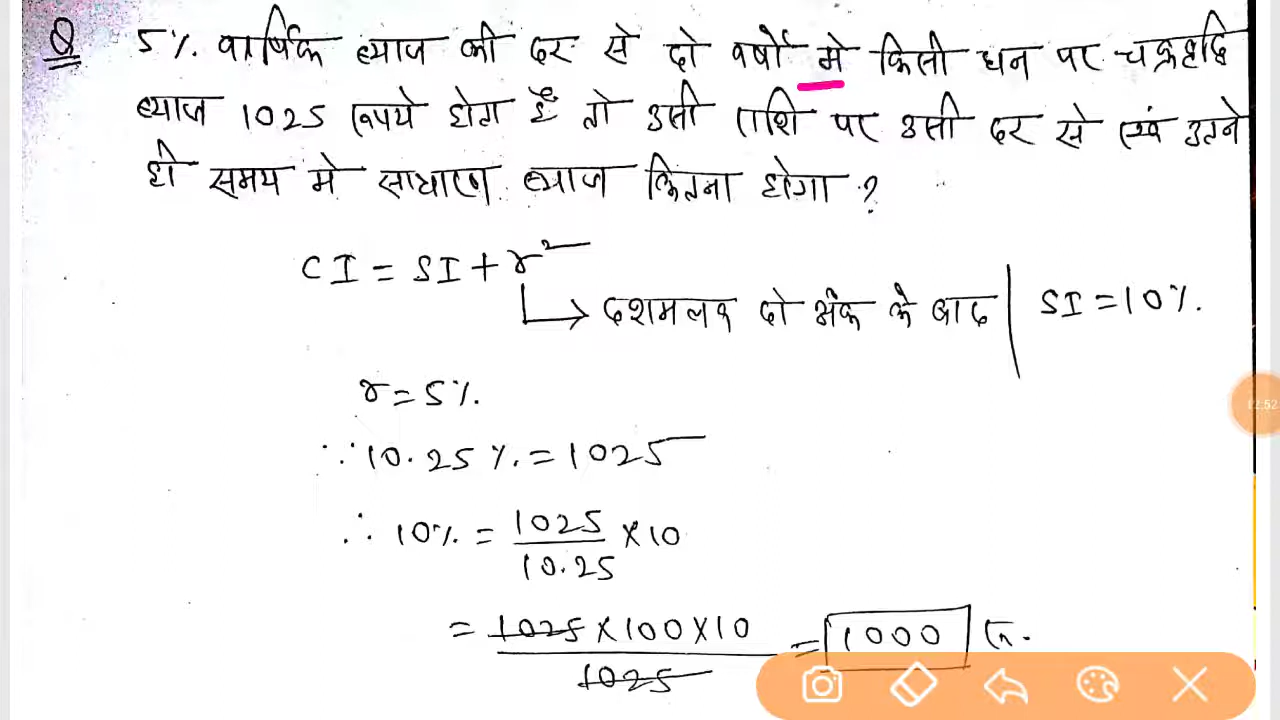 Q 5% वार्षिक ब्याज की दर से दो वर्षो मे किसी धन पर चक्रवृद्धि
ब्याज 1025 रूपये होता है तो उसी राशि पर उसी दर से एवं उतने
ही समय मे साधारण ब्याज कितना होगा ?
CI = SI + r²
→ दशमलव दो अंक के बाद | SI = 10%.
r = 5%.
∵ 10.25 %. = 1025
∴ 10% = 1025/10.25 × 10
= 1025 × 100 × 10/1025 = 1000 रु.
12:52